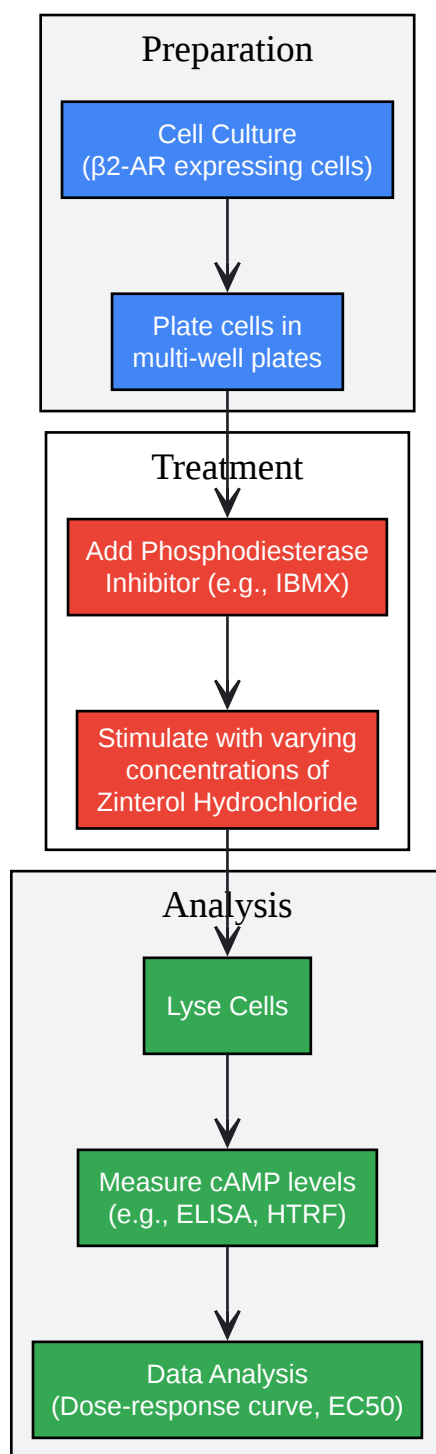 Preparation
Cell Culture
(β2-AR expressing cells)
Plate cells in
multi-well plates
Treatment
Add Phosphodiesterase
Inhibitor (e.g., IBMX)
Stimulate with varying
concentrations of
Zinterol Hydrochloride
Analysis
Lyse Cells
Measure cAMP levels
(e.g., ELISA, HTRF)
Data Analysis
(Dose-response curve, EC50)